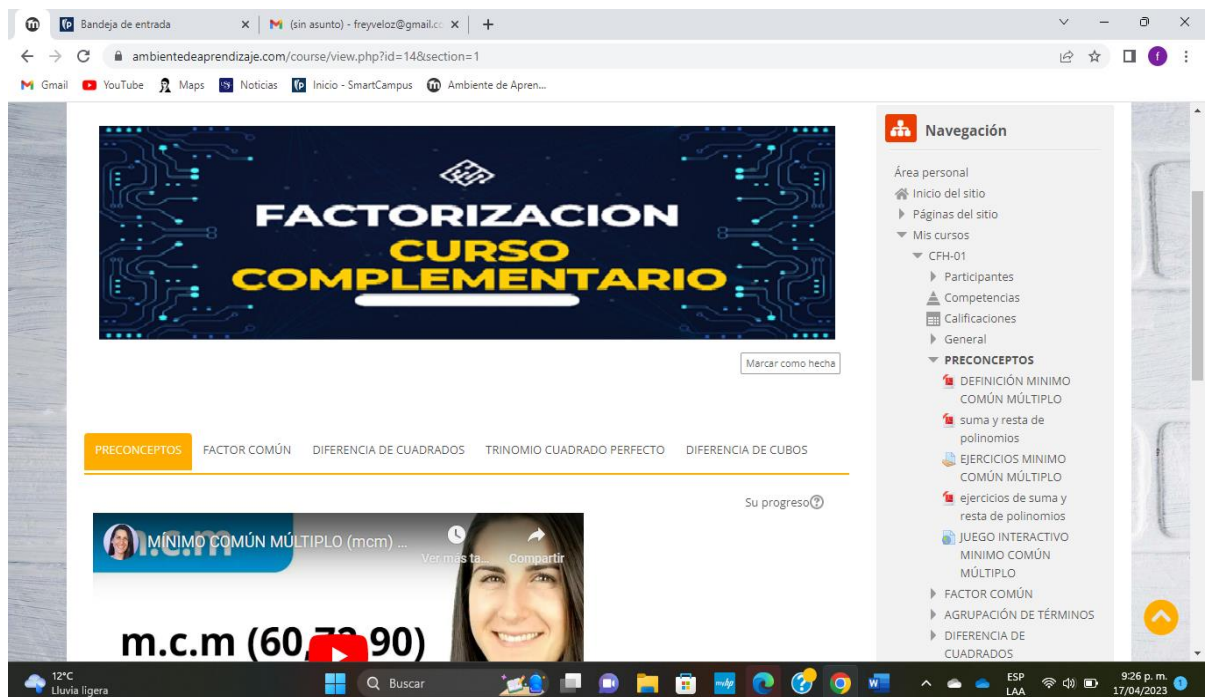 Bandeja de entrada
(sin asunto) - freyveloz@gmail.cc
ambientedeaprendizaje.com/course/view.php?id=14&section=1
f
Gmail YouTube Maps Noticias Inicio - SmartCampus Ambiente de Apren...
FACTORIZACION
CURSO
COMPLEMENTARIO
Marcar como hecha
PRECONCEPTOS FACTOR COMÚN DIFERENCIA DE CUADRADOS TRINOMIO CUADRADO PERFECTO DIFERENCIA DE CUBOS
Su progreso
m.c.m
MÍNIMO COMÚN MÚLTIPLO (mcm) ...
Ver más ta... Compartir
m.c.m (60,72,90)
Navegación
Área personal
Inicio del sitio
Páginas del sitio
Mis cursos
CFH-01
Participantes
Competencias
Calificaciones
General
PRECONCEPTOS
DEFINICIÓN MINIMO
COMÚN MÚLTIPLO
suma y resta de
polinomios
EJERCICIOS MINIMO
COMÚN MÚLTIPLO
ejercicios de suma y
resta de polinomios
JUEGO INTERACTIVO
MINIMO COMÚN
MÚLTIPLO
FACTOR COMÚN
AGRUPACIÓN DE TÉRMINOS
DIFERENCIA DE
CUADRADOS
12°C
Lluvia ligera
Buscar
ESP
LAA
9:26 p. m.
17/04/2023
1